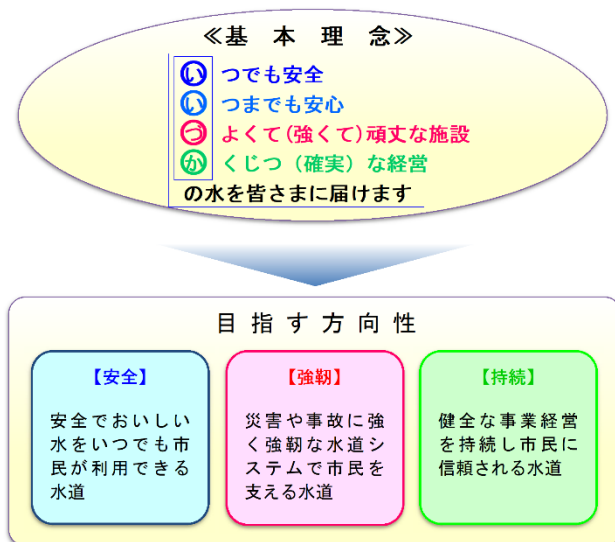 ≪基本理念≫
いつでも安全
いつまでも安心
づよくて(強くて)頑丈な施設
かくじつ（確実）な経営
の水を皆さまに届けます
目指す方向性
【安全】
安全でおいしい
水をいつでも市
民が利用できる
水道
【強靭】
災害や事故に強
く強靭な水道シ
ステムで市民を
支える水道
【持続】
健全な事業経営
を持続し市民に
信頼される水道